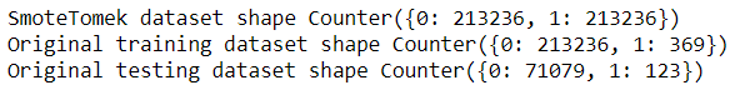 SmoteTomek dataset shape Counter({0: 213236, 1: 213236})
Original training dataset shape Counter({0: 213236, 1: 369})
Original testing dataset shape Counter({0: 71079, 1: 123})